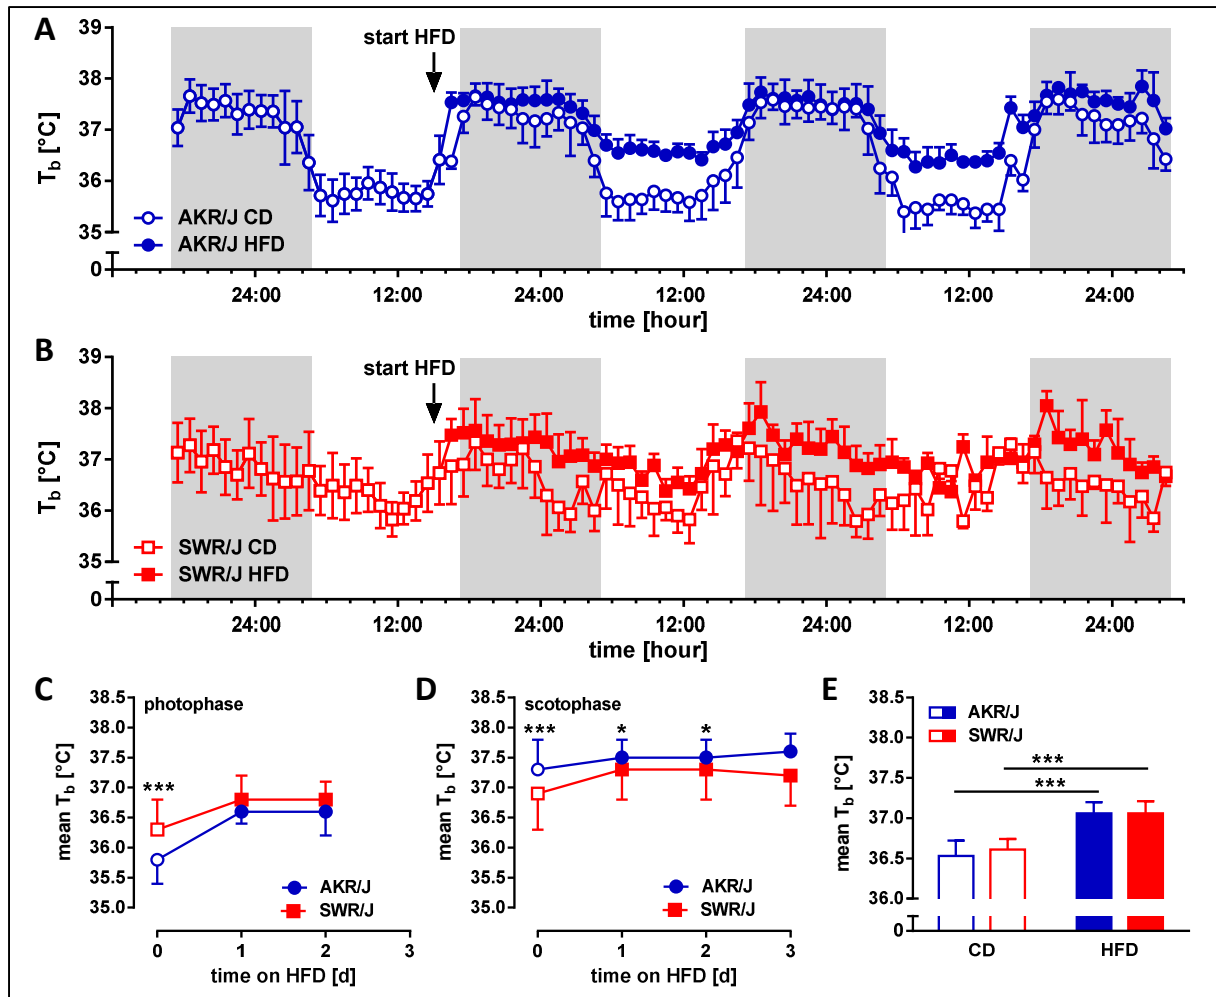 A
39
38
37
36
35
0
Tb [°C]
start HFD
AKR/J CD
AKR/J HFD
24:00
12:00
24:00
12:00
24:00
12:00
24:00
time [hour]
B
39
38
37
36
35
0
Tb [°C]
start HFD
SWR/J CD
SWR/J HFD
24:00
12:00
24:00
12:00
24:00
12:00
24:00
time [hour]
C
photophase
38.5
38.0
37.5
37.0
36.5
36.0
35.5
35.0
mean Tb [°C]
***
AKR/J
SWR/J
0
1
2
3
time on HFD [d]
D
scotophase
38.5
38.0
37.5
37.0
36.5
36.0
35.5
35.0
mean Tb [°C]
***
*
*
AKR/J
SWR/J
0
1
2
3
time on HFD [d]
E
38.5
38.0
37.5
37.0
36.5
36.0
0
mean Tb [°C]
AKR/J
SWR/J
***
***
CD
HFD